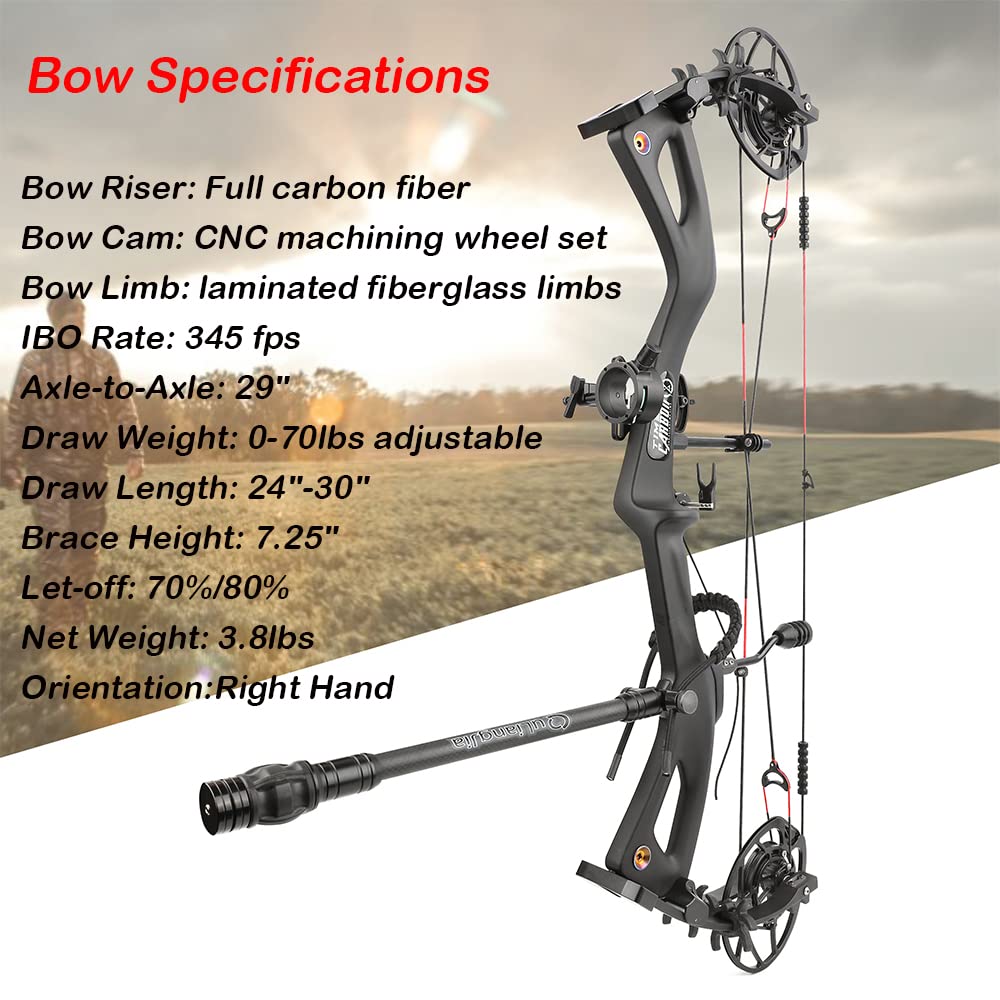 Bow Specifications
Bow Riser: Full carbon fiber
Bow Cam: CNC machining wheel set
Bow Limb: laminated fiberglass limbs
IBO Rate: 345 fps
Axle-to-Axle: 29"
Draw Weight: 0-70lbs adjustable
Draw Length: 24"-30"
Brace Height: 7.25"
Let-off: 70%/80%
Net Weight: 3.8lbs
Orientation:Right Hand
QuLiangJia